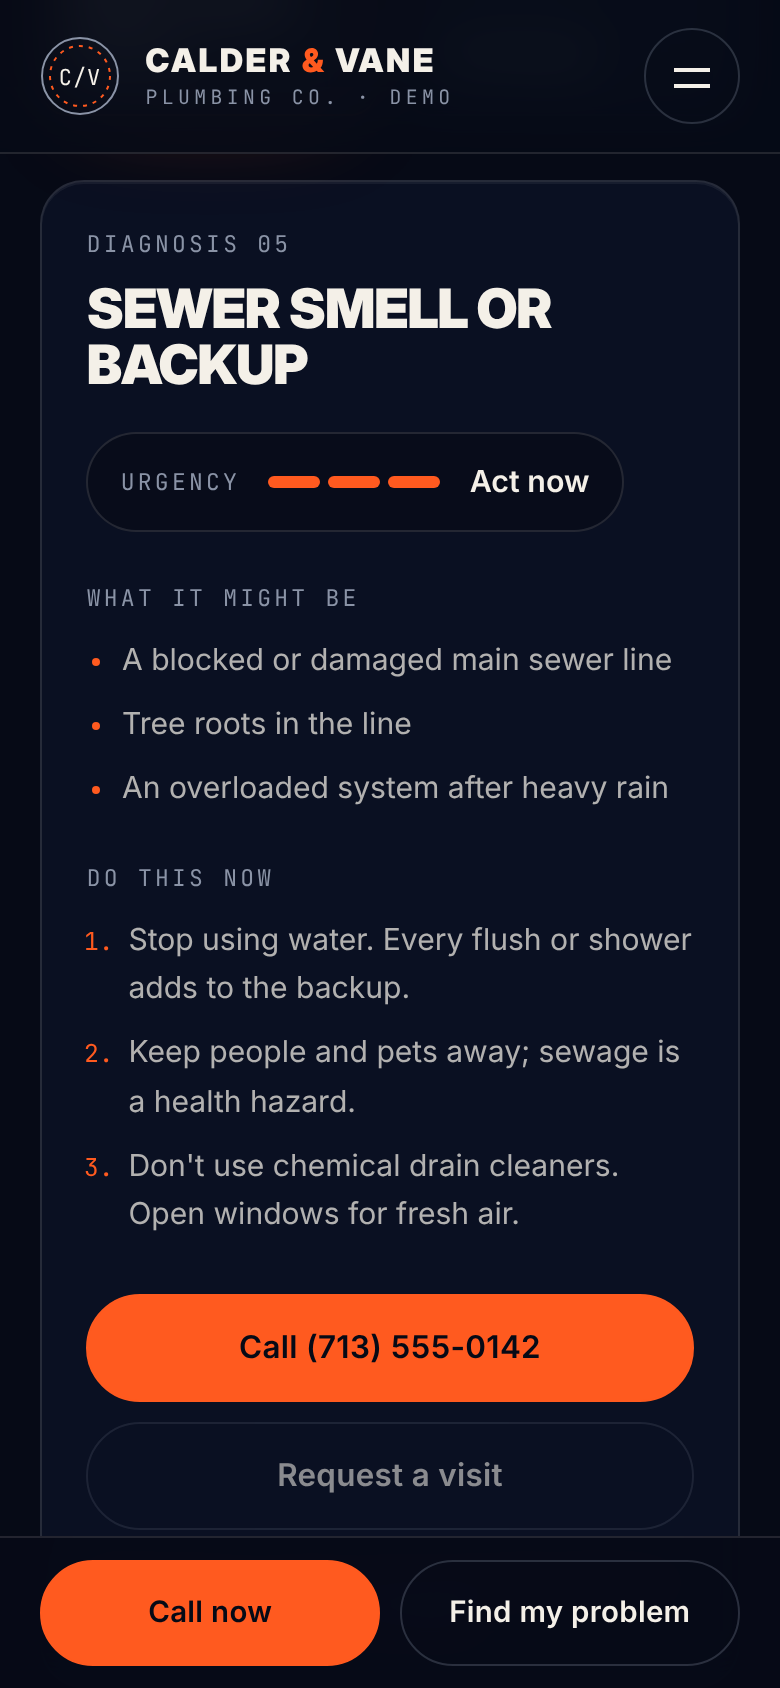 C/V
CALDER & VANE
PLUMBING CO. · DEMO
DIAGNOSIS 05
SEWER SMELL OR
BACKUP
URGENCY Act now
WHAT IT MIGHT BE
• A blocked or damaged main sewer line
• Tree roots in the line
• An overloaded system after heavy rain
DO THIS NOW
1. Stop using water. Every flush or shower
adds to the backup.
2. Keep people and pets away; sewage is
a health hazard.
3. Don't use chemical drain cleaners.
Open windows for fresh air.
Call (713) 555-0142
Request a visit
Call now
Find my problem